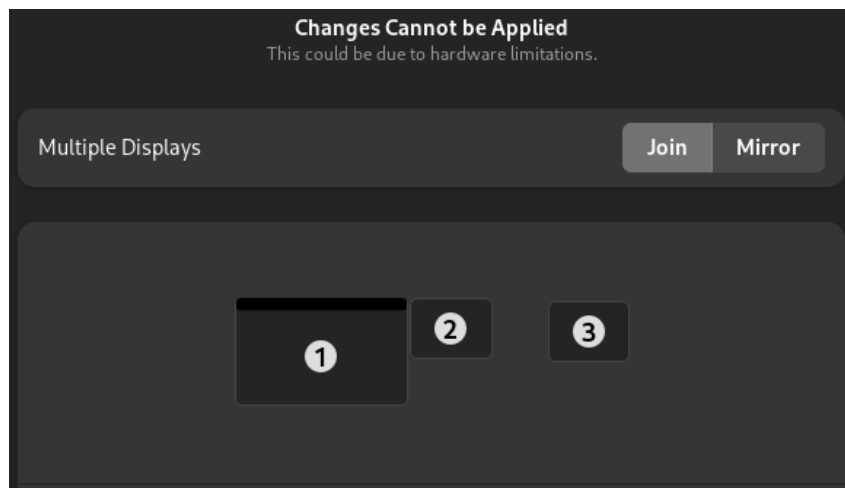 Changes Cannot be Applied
This could be due to hardware limitations.
Multiple Displays
Join
Mirror
1
2
3